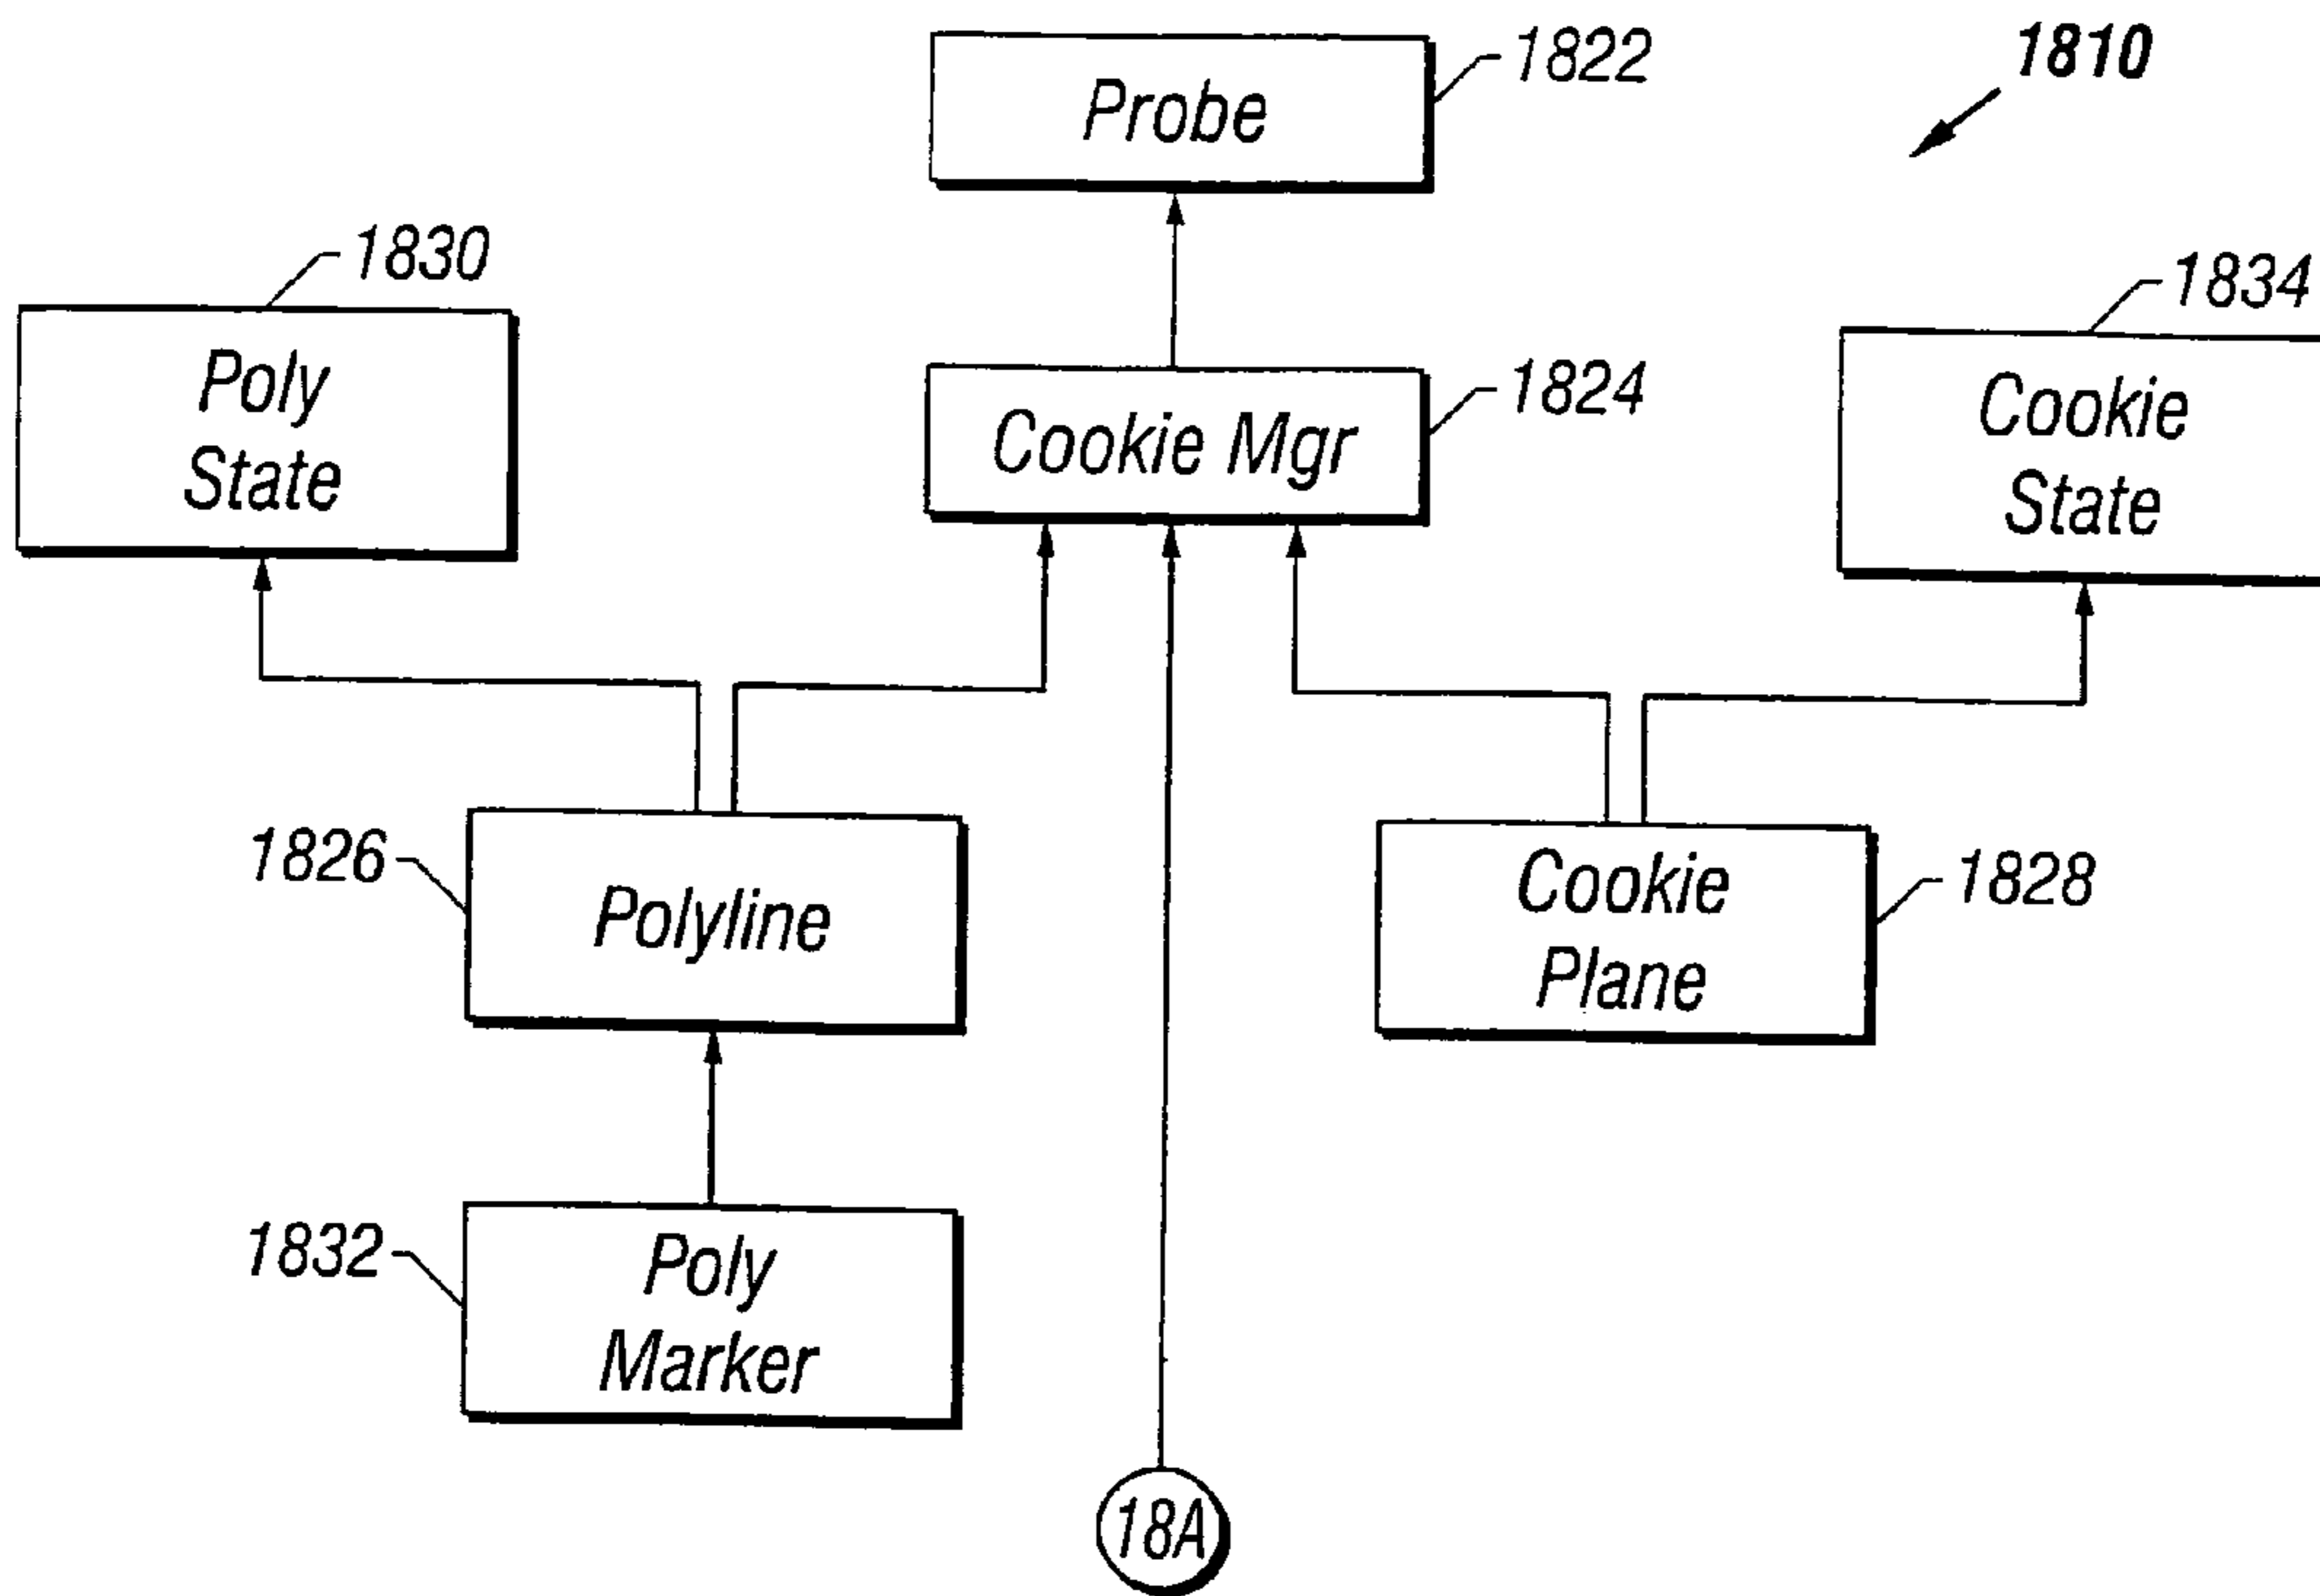 1822
1810
Probe
1830
1834
Poly
State
1824
Cookie Mgr
Cookie
State
1826
Polyline
Cookie
Plane
1828
1832
Poly
Marker
18A